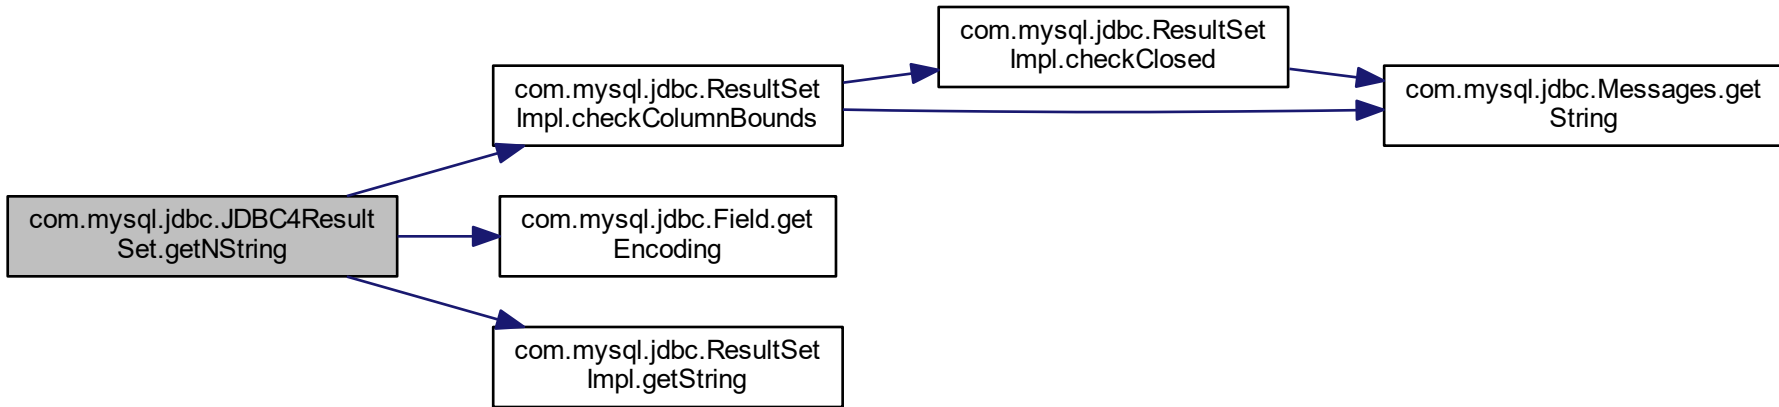 com.mysql.jdbc.JDBC4Result
Set.getNString
com.mysql.jdbc.ResultSet
Impl.checkColumnBounds
com.mysql.jdbc.ResultSet
Impl.checkClosed
com.mysql.jdbc.Messages.get
String
com.mysql.jdbc.Field.get
Encoding
com.mysql.jdbc.ResultSet
Impl.getString